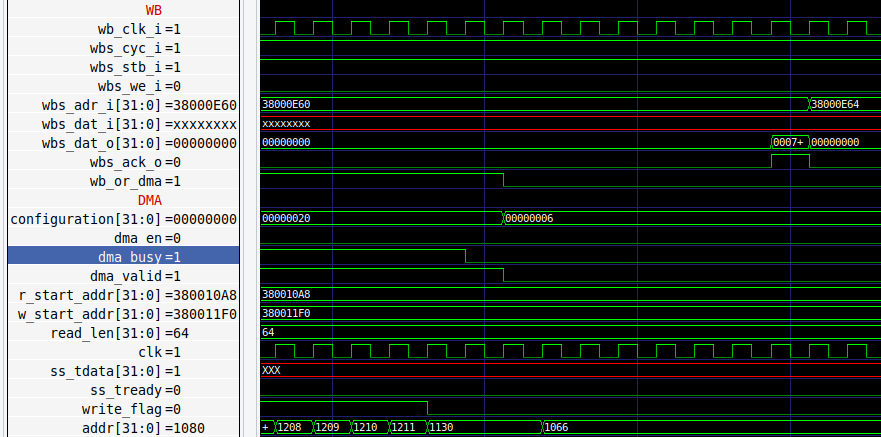 WB
wb_clk_i=1
wbs_cyc_i=1
wbs_stb_i=1
wbs_we_i=0
wbs_adr_i[31:0]=38000E60 38000E60 38000E64
wbs_dat_i[31:0]=xxxxxxxx xxxxxxxx
wbs_dat_o[31:0]=00000000 00000000 0007+ 00000000
wbs_ack_o=0
wb_or_dma=1
DMA
configuration[31:0]=00000000 00000020 00000006
dma_en=0
dma_busy=1
dma_valid=1
r_start_addr[31:0]=380010A8 380010A8
w_start_addr[31:0]=380011F0 380011F0
read_len[31:0]=64 64
clk=1
ss_tdata[31:0]=1 XXX
ss_tready=0
write_flag=0
addr[31:0]=1080 + 1208 1209 1210 1211 1130 1066